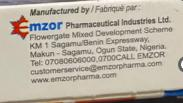 Manufactured by / Fabriqué par:
Emzor Pharmaceutical Industries Ltd.
Flowergate Mixed Development Scheme
KM 1 Sagamu/Benin Expressway,
Makun - Sagamu, Ogun State, Nigeria.
Tel: 07080606000,0700CALL EMZOR
customerservice@emzorpharma.com
www.emzorpharma.com